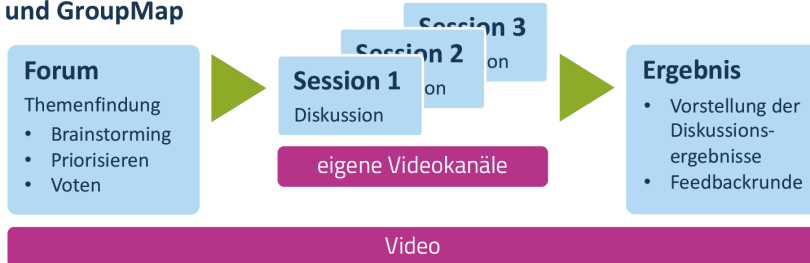 und GroupMap
Forum
Themenfindung
• Brainstorming
• Priorisieren
• Voten
Session 1
Diskussion
Session 2
on
Session 3
on
eigene Videokanäle
Ergebnis
• Vorstellung der
Diskussions-
ergebnisse
• Feedbackrunde
Video